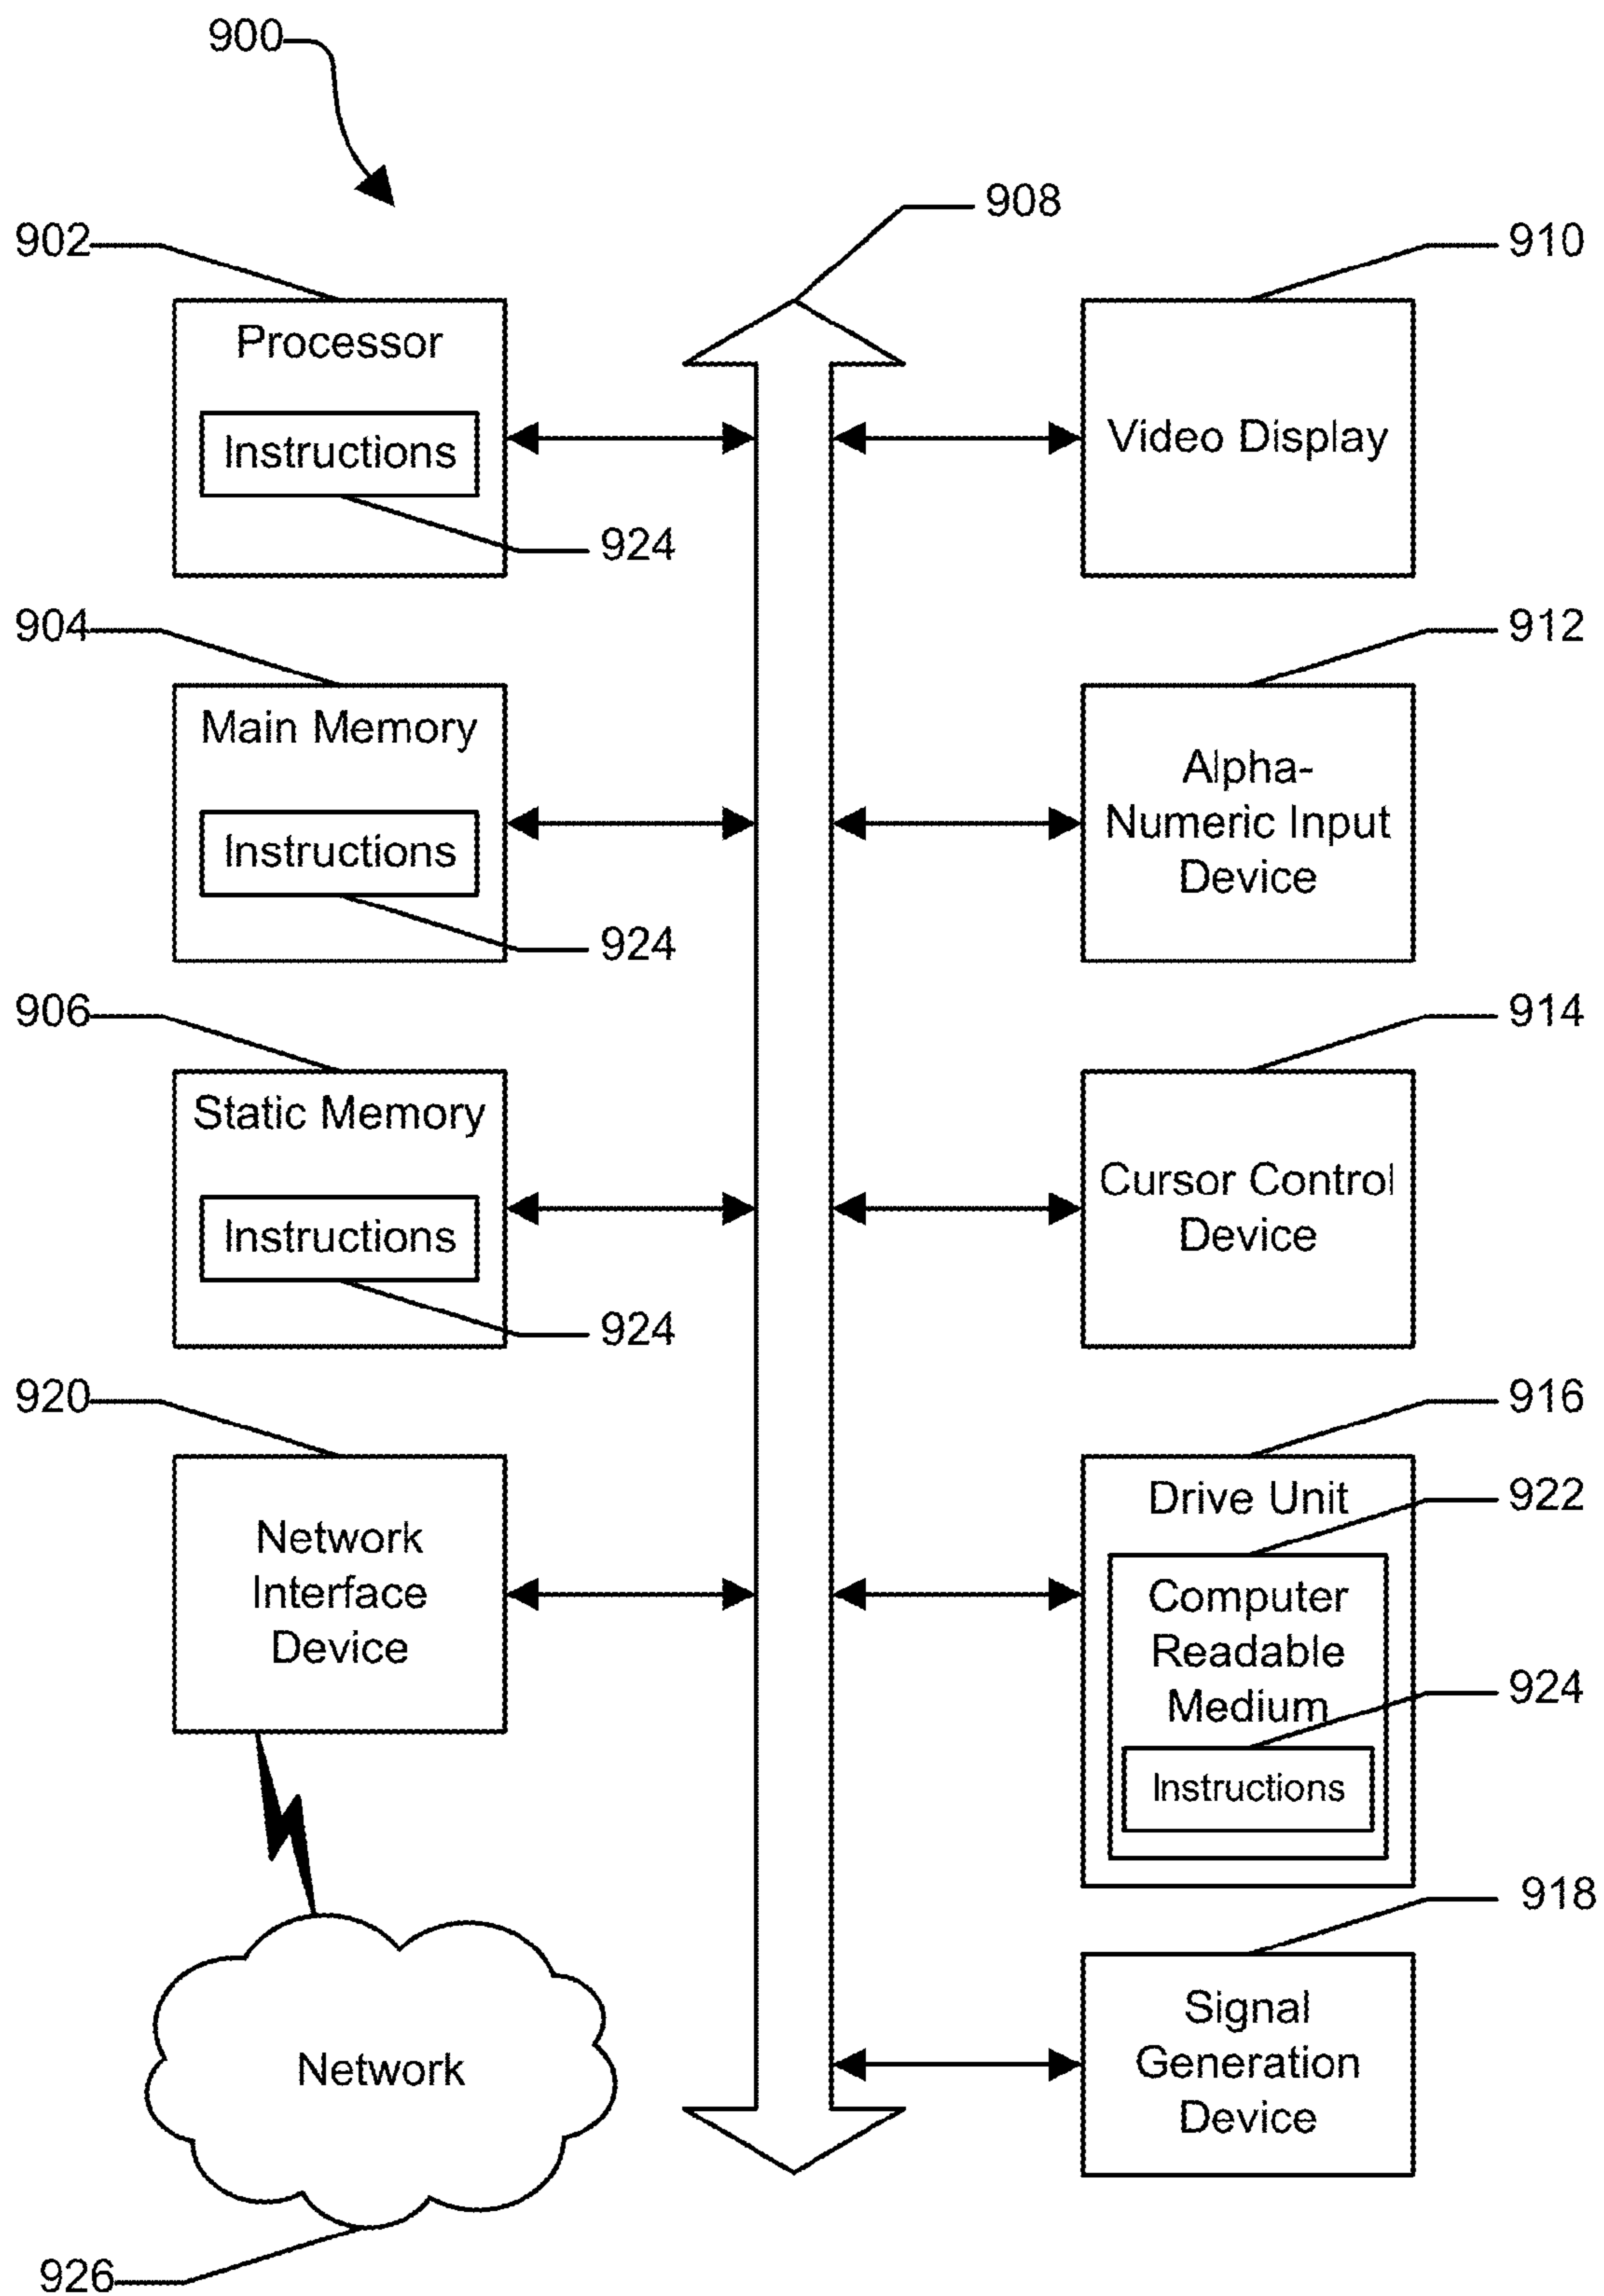 900
908
902
910
Processor
Instructions
924
Video Display
904
912
Main Memory
Instructions
924
Alpha-
Numeric Input
Device
906
914
Static Memory
Instructions
924
Cursor Control
Device
920
916
Network
Interface
Device
Drive Unit
922
Computer
Readable
Medium
924
Instructions
918
Signal
Generation
Device
Network
926